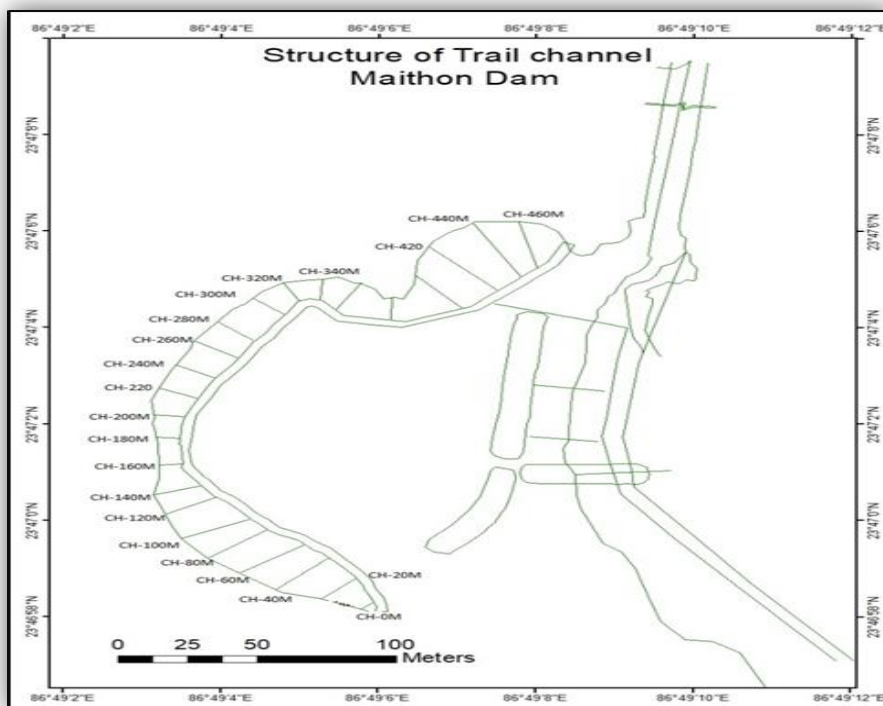 86°49'2"E 86°49'4"E 86°49'6"E 86°49'8"E 86°49'10"E 86°49'12"E
Structure of Trail channel
Maithon Dam
23°47'8"N 23°47'8"N
CH-440M CH-460M
23°47'6"N 23°47'6"N
CH-420
CH-320M CH-340M
CH-300M
CH-280M
23°47'4"N 23°47'4"N
CH-260M
CH-240M
CH-220
CH-200M
23°47'2"N 23°47'2"N
CH-180M
CH-160M
CH-140M
CH-120M
23°47'0"N 23°47'0"N
CH-100M
CH-80M
CH-20M
CH-60M
CH-40M
CH-0M
23°46'58"N 23°46'58"N
0 25 50 100
Meters
86°49'2"E 86°49'4"E 86°49'6"E 86°49'8"E 86°49'10"E 86°49'12"E